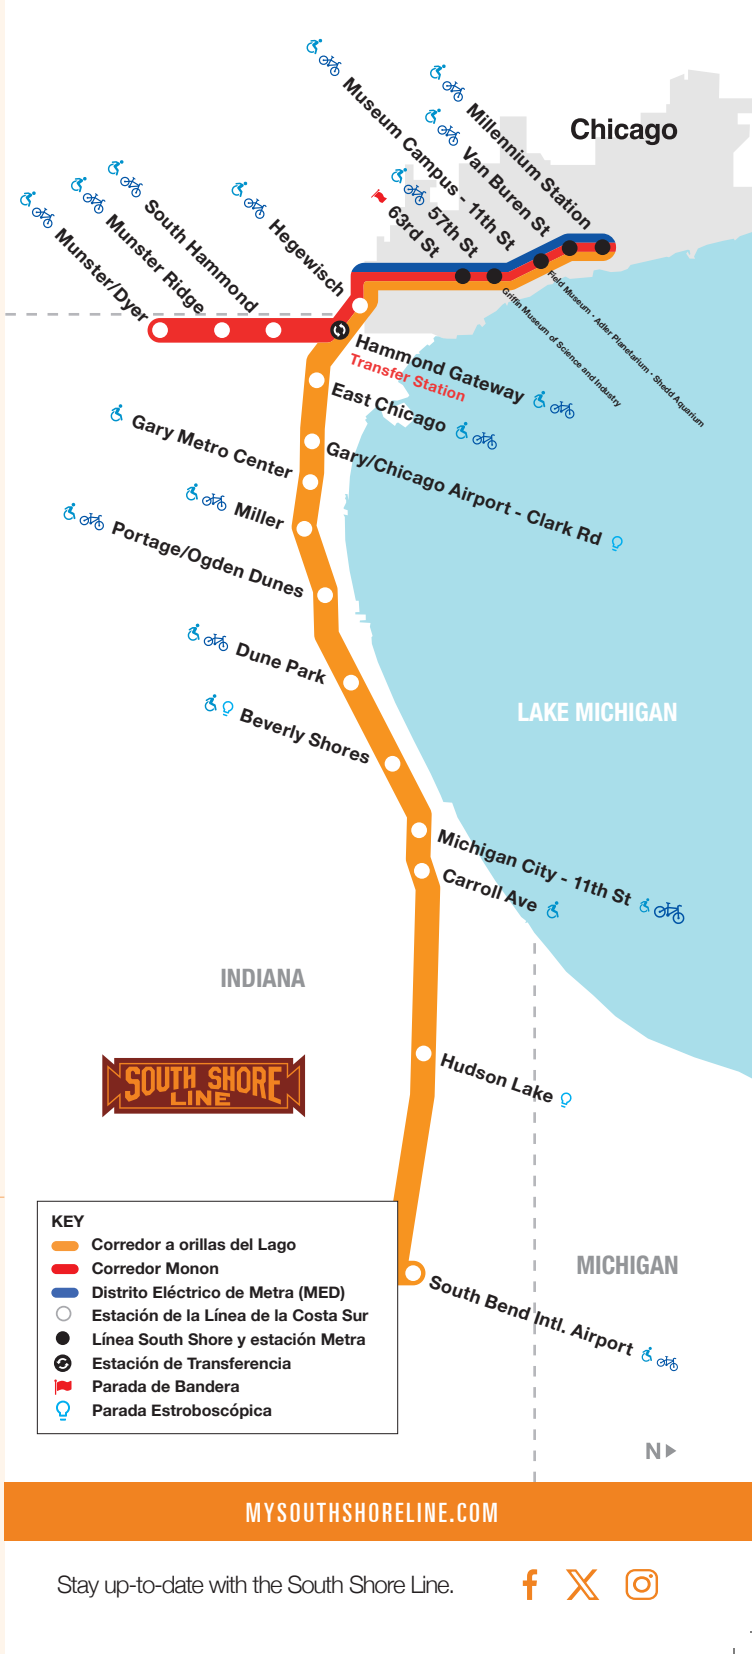 Chicago
Millennium Station
Van Buren St
Museum Campus - 11th St
57th St
63rd St
Hegewisch
South Hammond
Munster Ridge
Munster/Dyer
Field Museum - Adler Planetarium - Shedd Aquarium
Griffin Museum of Science and Industry
Hammond Gateway
Transfer Station
East Chicago
Gary/Chicago Airport - Clark Rd
Gary Metro Center
Miller
Portage/Ogden Dunes
Dune Park
Beverly Shores
LAKE MICHIGAN
Michigan City - 11th St
Carroll Ave
INDIANA
SOUTH SHORE
LINE
Hudson Lake
MICHIGAN
South Bend Intl. Airport
KEY
Corredor a orillas del Lago
Corredor Monon
Distrito Eléctrico de Metra (MED)
Estación de la Línea de la Costa Sur
Línea South Shore y estación Metra
Estación de Transferencia
Parada de Bandera
Parada Estroboscópica
N
MYSOUTHSHORELINE.COM
Stay up-to-date with the South Shore Line.